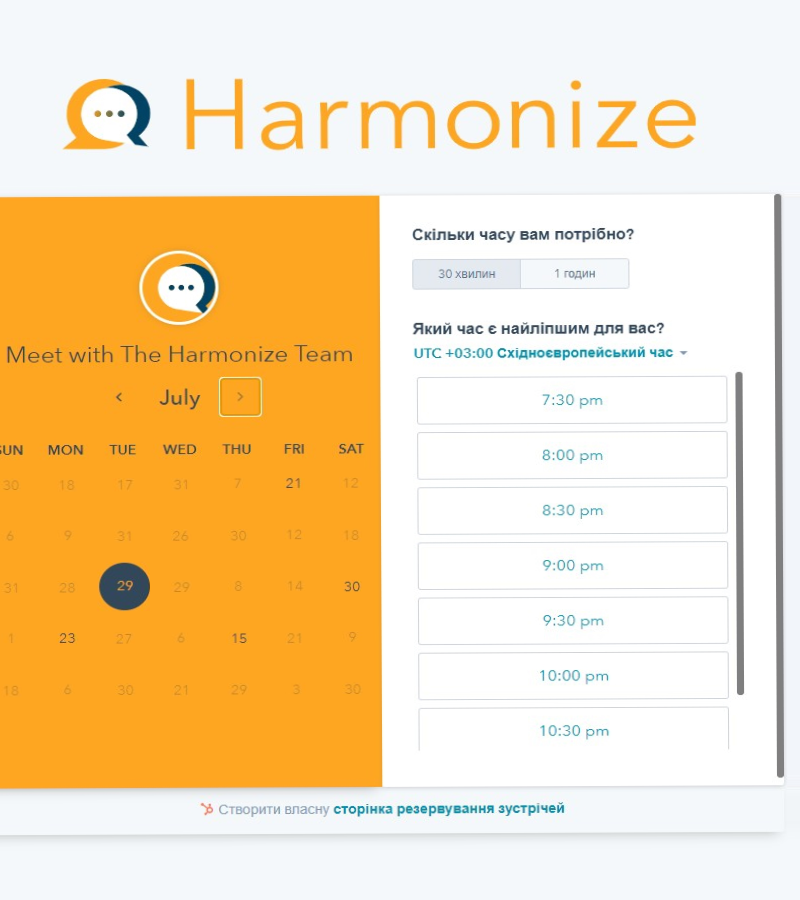 Harmonize
Meet with The Harmonize Team
July
SUN MON TUE WED THU FRI SAT
30 18 17 31 7 21 12
6 9 31 26 30 12 18
31 28 29 29 8 14 30
1 23 27 6 15 21 9
18 6 30 21 29 3 30
Скільки часу вам потрібно?
30 хвилин 1 годин
Який час є найліпшим для вас?
UTC +03:00 Східноєвропейський час
7:30 pm
8:00 pm
8:30 pm
9:00 pm
9:30 pm
10:00 pm
10:30 pm
Створити власну сторінка резервування зустрічей